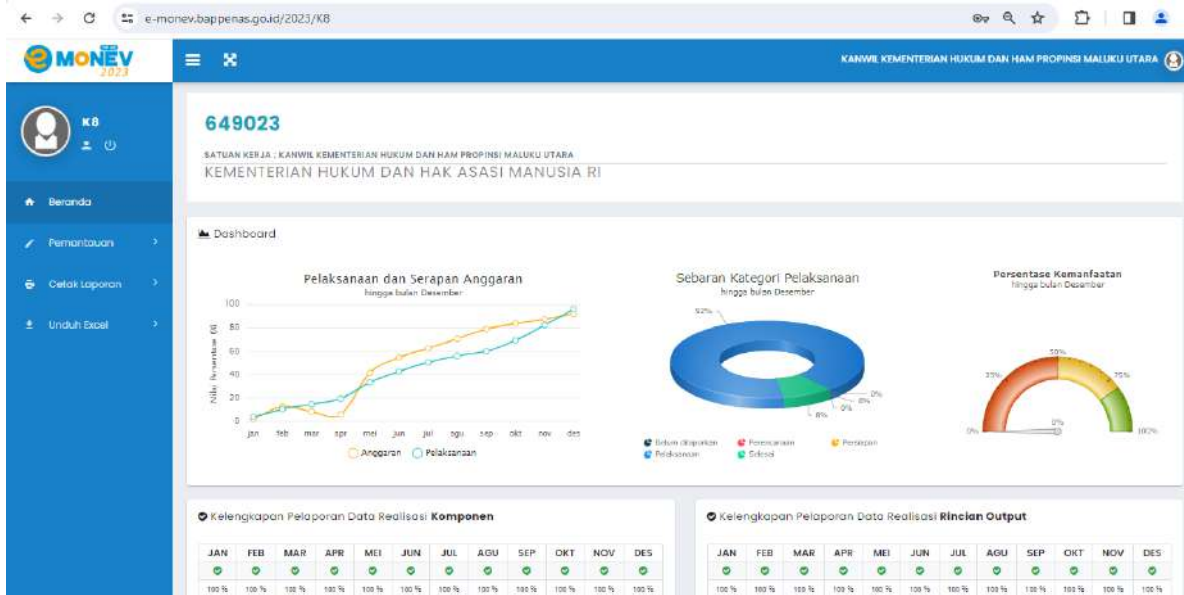 e-monev.bappenas.go.id/2023/K8
e MONEV
2023
KANWIL KEMENTERIAN HUKUM DAN HAM PROPINSI MALUKU UTARA
K8
Beranda
Pemantauan
Cetak Laporan
Unduh Excel
649023
SATUAN KERJA : KANWIL KEMENTERIAN HUKUM DAN HAM PROPINSI MALUKU UTARA
KEMENTERIAN HUKUM DAN HAK ASASI MANUSIA RI
Dashboard
Pelaksanaan dan Serapan Anggaran
hingga bulan Desember
Nilai Persentase (%)
100
80
60
40
20
0
jan feb mar apr mei jun jul agu sep okt nov des
Anggaran Pelaksanaan
Sebaran Kategori Pelaksanaan
hingga bulan Desember
92%
0%
0%
0%
8%
Belum dilaporkan Perencanaan Persiapan
Pelaksanaan Selesai
Persentase Kemanfaatan
hingga bulan Desember
50%
25% 75%
0%
0% 100%
Kelengkapan Pelaporan Data Realisasi Komponen
JAN FEB MAR APR MEI JUN JUL AGU SEP OKT NOV DES
100 % 100 % 100 % 100 % 100 % 100 % 100 % 100 % 100 % 100 % 100 % 100 %
Kelengkapan Pelaporan Data Realisasi Rincian Output
JAN FEB MAR APR MEI JUN JUL AGU SEP OKT NOV DES
100 % 100 % 100 % 100 % 100 % 100 % 100 % 100 % 100 % 100 % 100 % 100 %